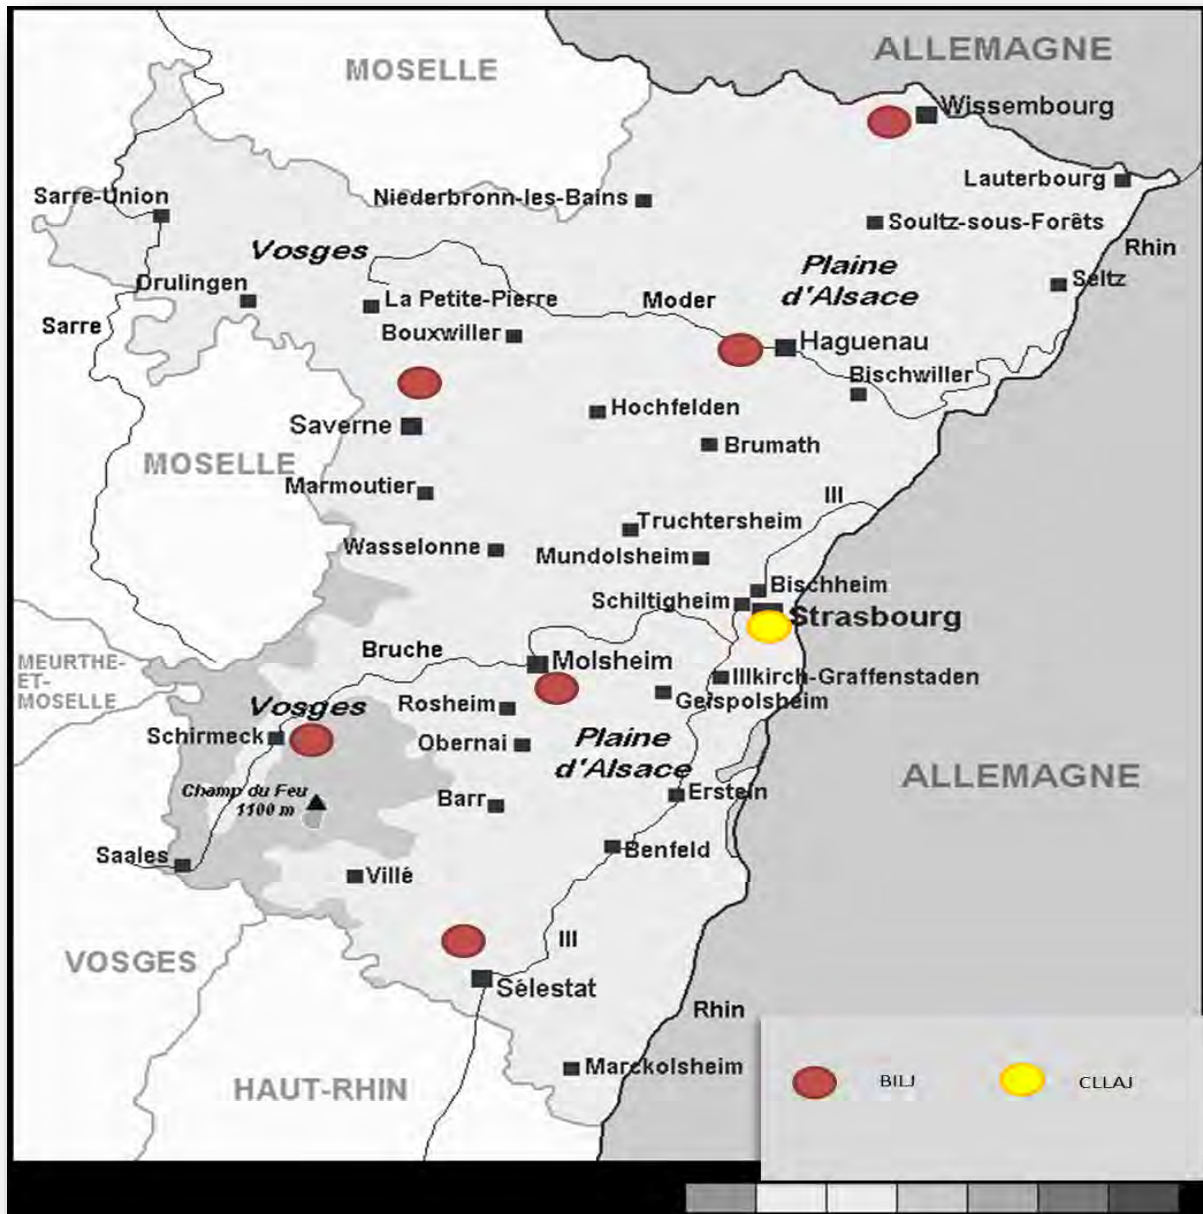 ALLEMAGNE
MOSELLE
Wissembourg
Lauterbourg
Sarre-Union
Niederbronn-les-Bains
Soultz-sous-Forêts
Rhin
Vosges
Plaine
d'Alsace
Seltz
Drulingen
La Petite-Pierre
Moder
Sarre
Bouxwiller
Haguenau
Bischwiller
Hochfelden
Saverne
Brumath
MOSELLE
Marmoutier
Ill
Truchtersheim
Wasselonne
Mundolsheim
Bischheim
Schiltigheim
Strasbourg
Bruche
Molsheim
MEURTHE-
ET-
MOSELLE
Illkirch-Graffenstaden
Geispolsheim
Vosges
Rosheim
Schirmeck
Obernai
Plaine
d'Alsace
ALLEMAGNE
Champ du Feu
1100 m
Barr
Erstein
Saales
Benfeld
Villé
Ill
VOSGES
Sélestat
Rhin
Marckolsheim
HAUT-RHIN
BILJ
CLLAJ